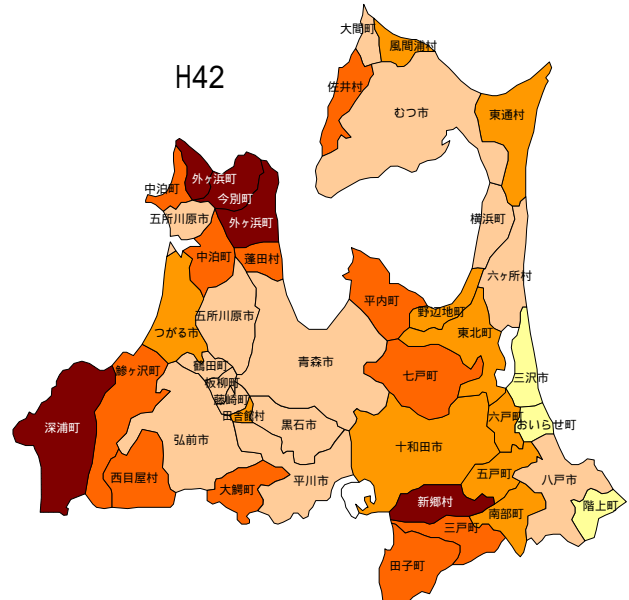 大間町
風間浦村
H42
佐井村
むつ市
東通村
外ヶ浜町
中泊町
今別町
五所川原市
外ヶ浜町
横浜町
中泊町
蓬田村
六ヶ所村
平内町
五所川原市
野辺地町
つがる市
東北町
青森市
鶴田町
鰺ヶ沢町
七戸町
三沢市
板柳町
藤崎町
田舎館村
六戸町
おいらせ町
深浦町
黒石市
弘前市
十和田市
西目屋村
五戸町
八戸市
平川市
大鰐町
新郷村
階上町
南部町
三戸町
田子町